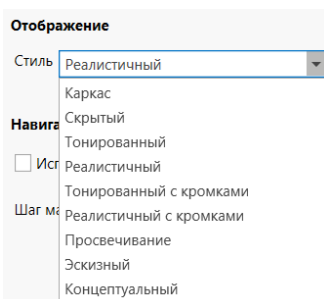 Отображение
Стиль Реалистичный
Каркас
Скрытый
Навига
Тонированный
Исп Реалистичный
Тонированный с кромками
Шаг ма Реалистичный с кромками
Просвечивание
Эскизный
Концептуальный